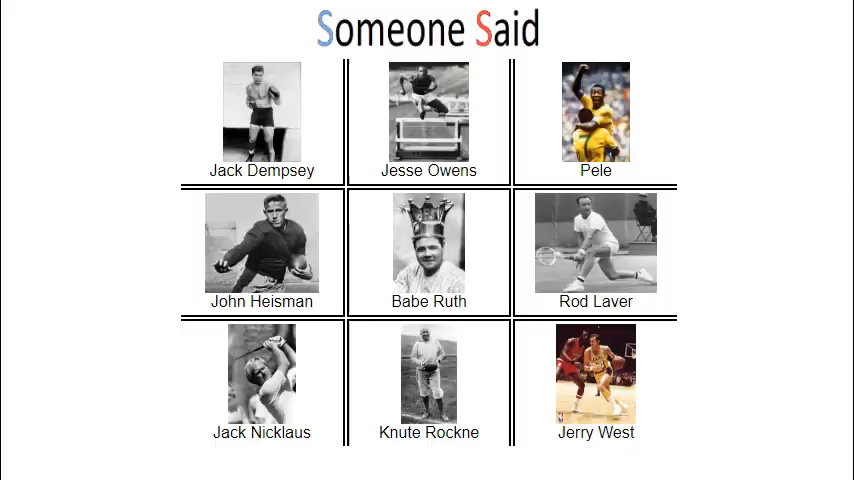 Someone Said
Jack Dempsey
Jesse Owens
Pele
John Heisman
Babe Ruth
Rod Laver
Jack Nicklaus
Knute Rockne
Jerry West